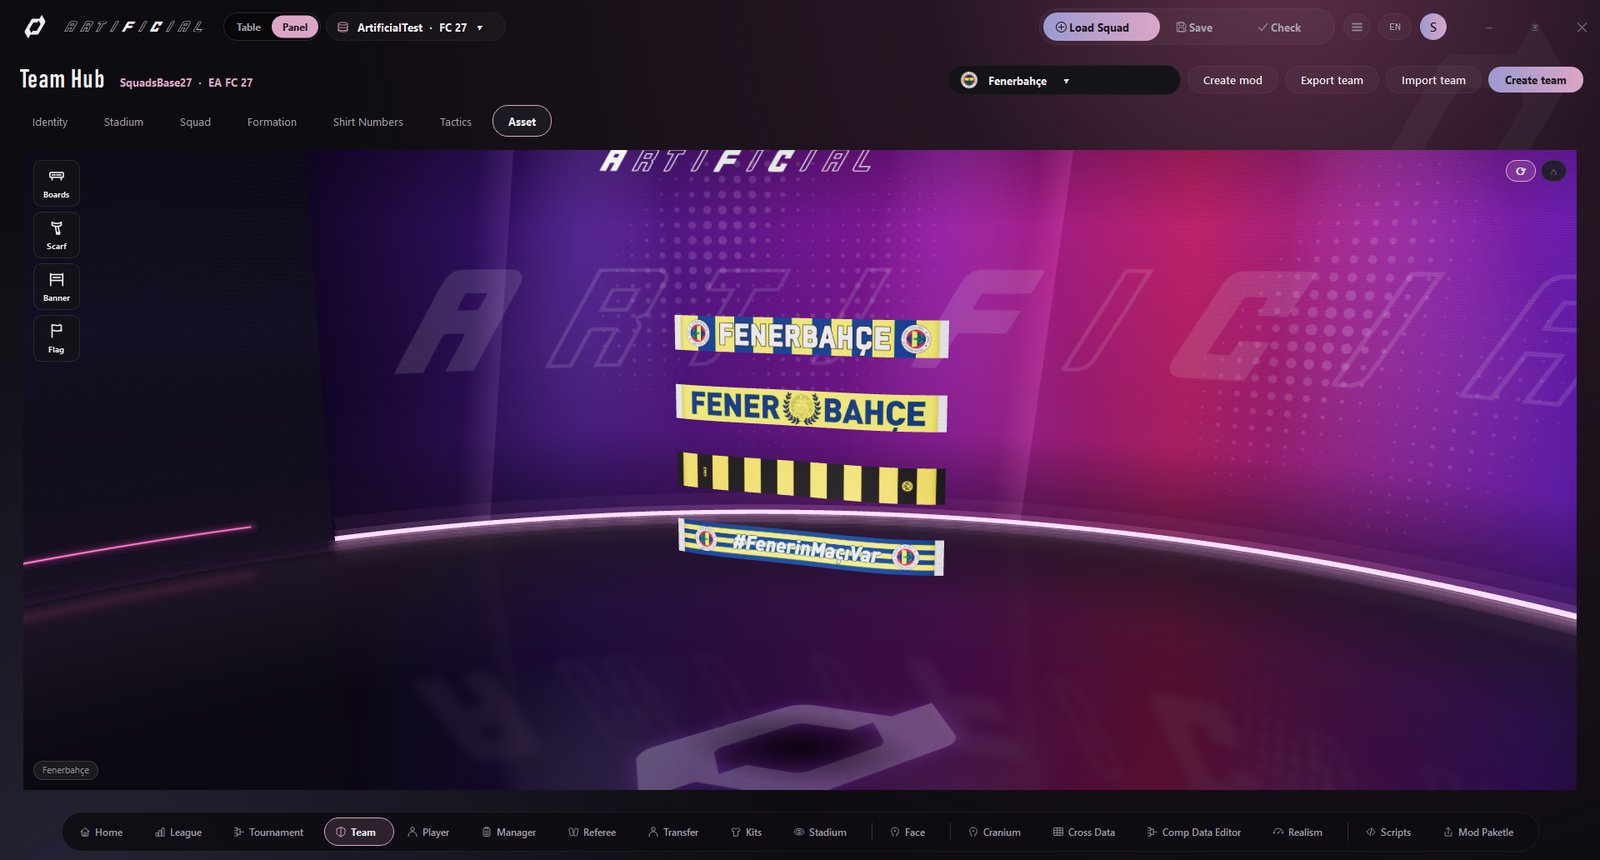 ARTIFICIAL
Table
Panel
ArtificialTest · FC 27
Load Squad
Save
Check
EN
S
Team Hub
SquadsBase27 · EA FC 27
Fenerbahçe
Create mod
Export team
Import team
Create team
Identity
Stadium
Squad
Formation
Shirt Numbers
Tactics
Asset
Boards
Scarf
Banner
Flag
ARTIFICIAL
ARTIFICIA
FENERBAHÇE
FENER BAHÇE
#FenerinMaçıVar
Fenerbahçe
Home
League
Tournament
Team
Player
Manager
Referee
Transfer
Kits
Stadium
Face
Cranium
Cross Data
Comp Data Editor
Realism
Scripts
Mod Paketle